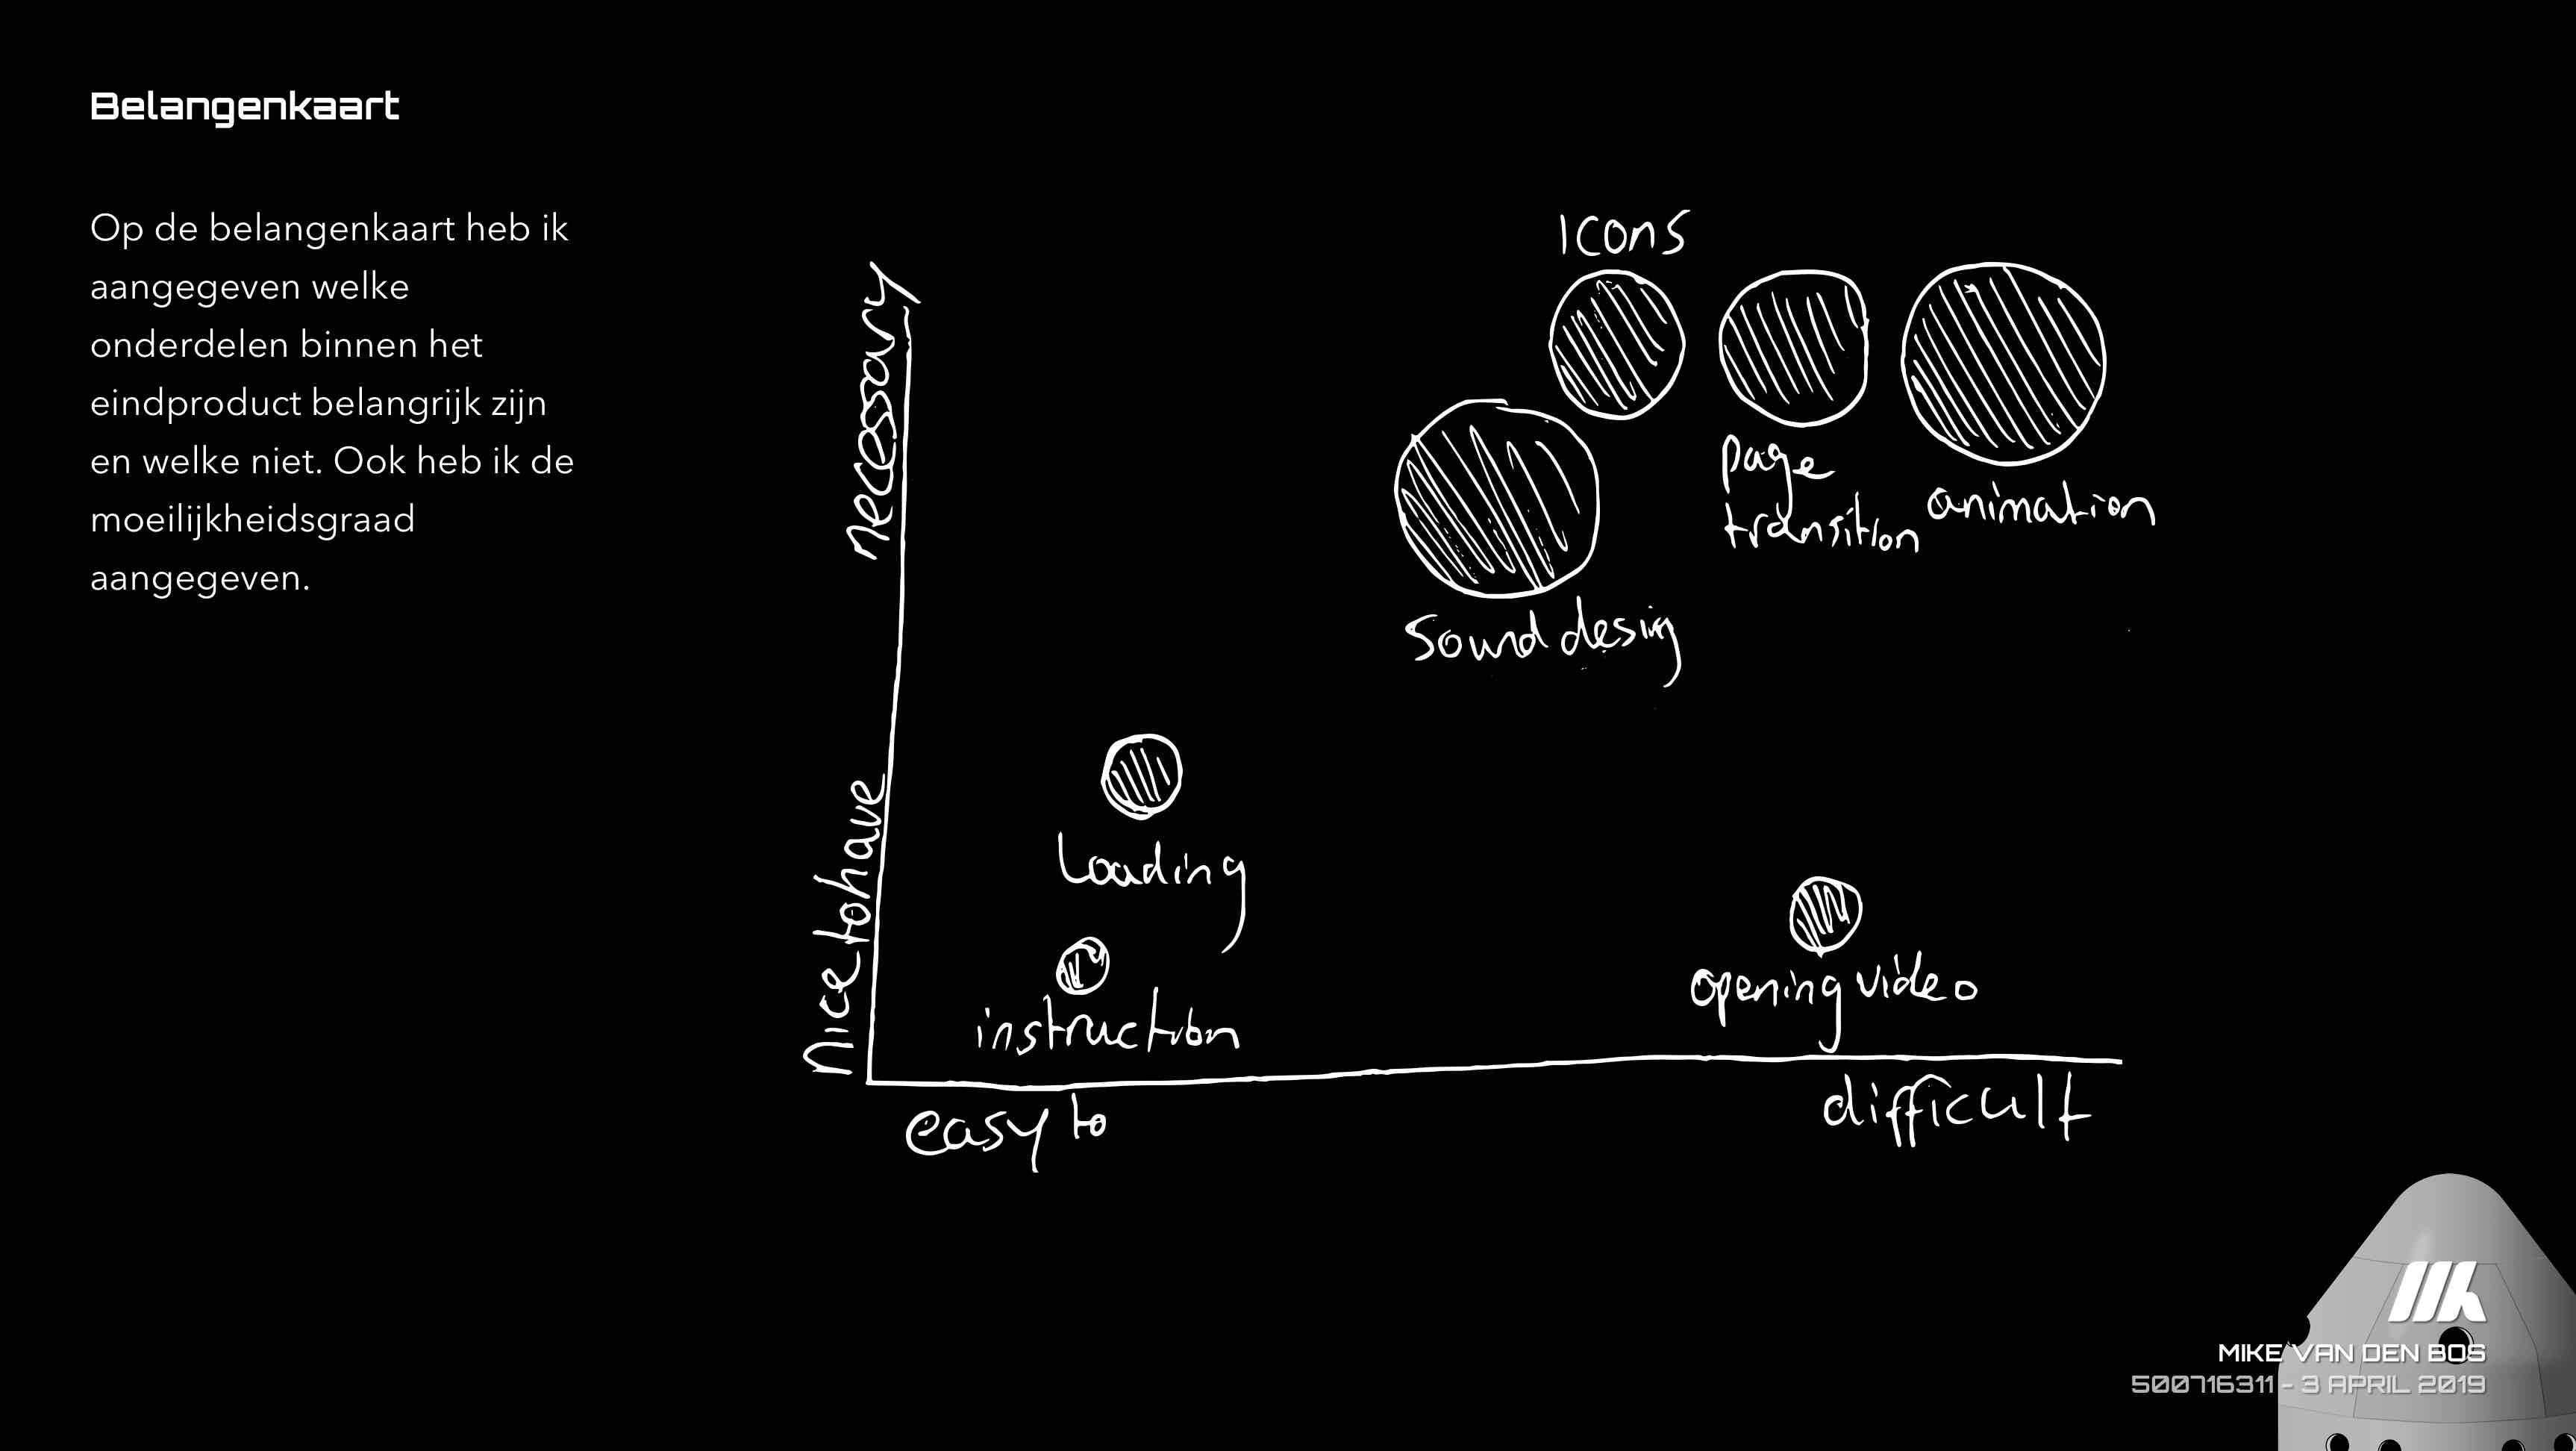 Belangenkaart
Op de belangenkaart heb ik
aangegeven welke
onderdelen binnen het
eindproduct belangrijk zijn
en welke niet. Ook heb ik de
moeilijkheidsgraad
aangegeven.
necessary
Nice to have
Icons
page
transition
animation
Sound desing
Loading
instruction
opening video
easy to
difficult
MIKE VAN DEN BOS
500716311 - 3 APRIL 2019